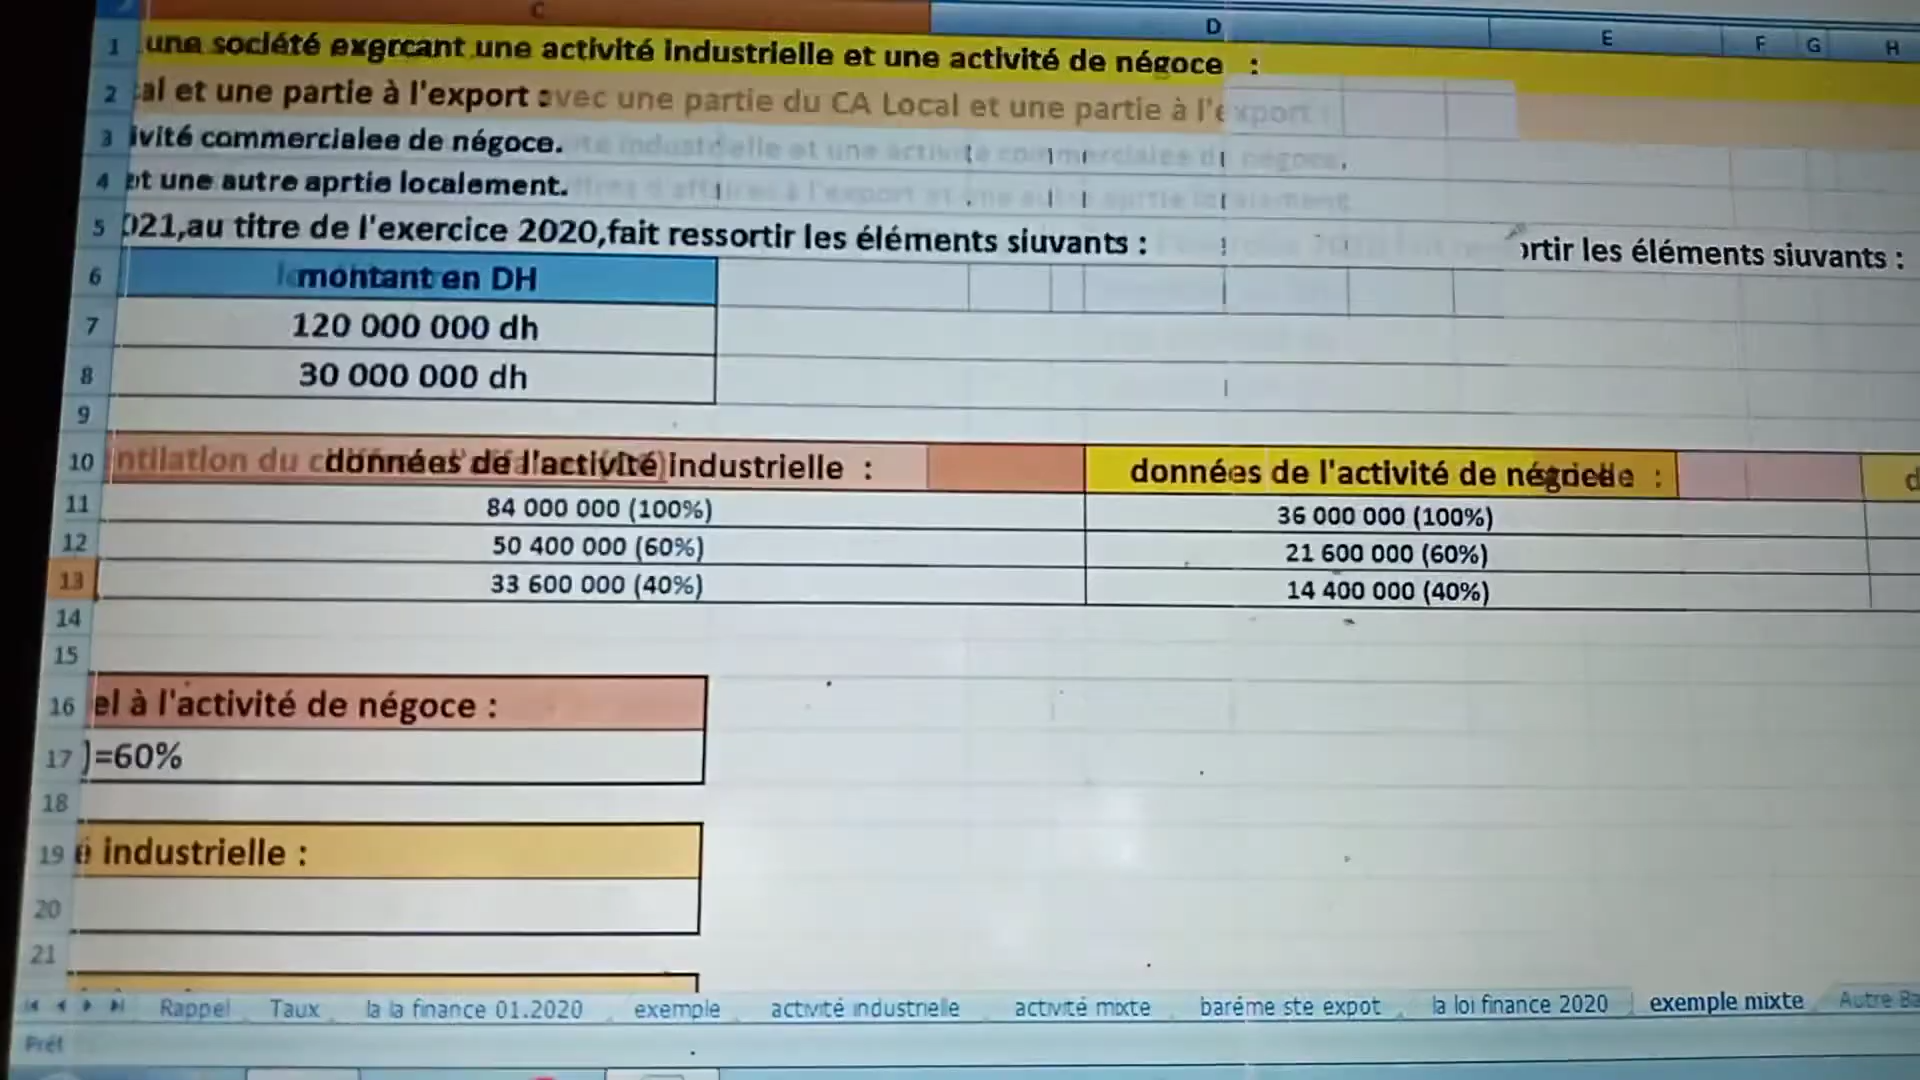 C D E F G H
1 une société exerçant une activité industrielle et une activité de négoce :
2 al et une partie à l'export avec une partie du CA Local et une partie à l'export :
3 ivité commercialee de négoce.
4 et une autre aprtie localement.
5 021,au titre de l'exercice 2020,fait ressortir les éléments siuvants : ortir les éléments siuvants :
6 montant en DH
7 120 000 000 dh
8 30 000 000 dh
9
10 données de l'activité industrielle : données de l'activité de :
11 84 000 000 (100%) 36 000 000 (100%)
12 50 400 000 (60%) 21 600 000 (60%)
13 33 600 000 (40%) 14 400 000 (40%)
14
15
16 el à l'activité de négoce :
17 )=60%
18
19 é industrielle :
20
21
Rappel Taux la la finance 01.2020 exemple activité industrielle activité mixte baréme ste expot la loi finance 2020 exemple mixte Autre Ba
Prêt